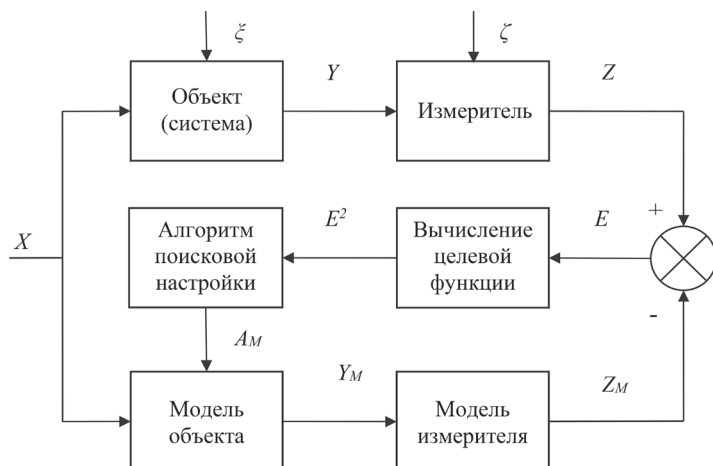 ξ
ζ
Y
Z
Объект
(система)
Измеритель
X
E²
E
+
Алгоритм
поисковой
настройки
Вычисление
целевой
функции
-
A_M
Y_M
Z_M
Модель
объекта
Модель
измерителя